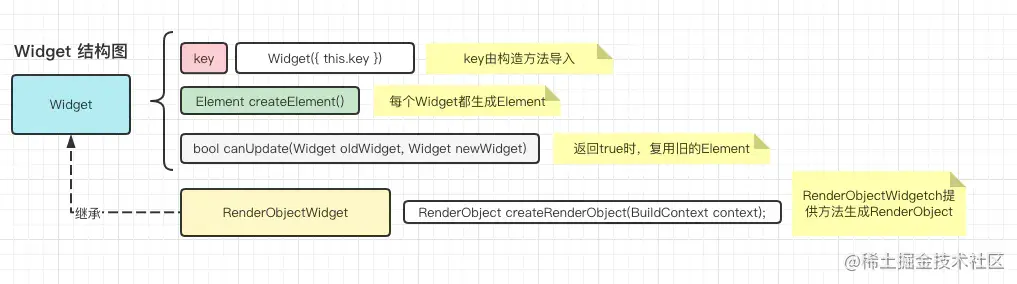 Widget 结构图
Widget
key
Widget({ this.key })
key由构造方法导入
Element createElement()
每个Widget都生成Element
bool canUpdate(Widget oldWidget, Widget newWidget)
返回true时，复用旧的Element
继承
RenderObjectWidget
RenderObject createRenderObject(BuildContext context);
RenderObjectWidgetch提
供方法生成RenderObject
@稀土掘金技术社区